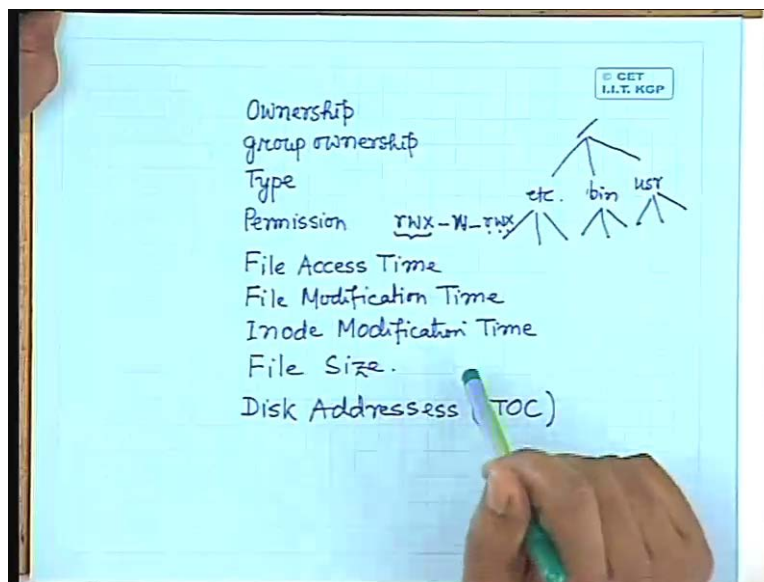 © CET
I.I.T. KGP
Ownership
group ownership
/
Type
etc. bin usr
Permission rwx-w-rwx
File Access Time
File Modification Time
Inode Modification Time
File Size.
Disk Addressess (TOC)